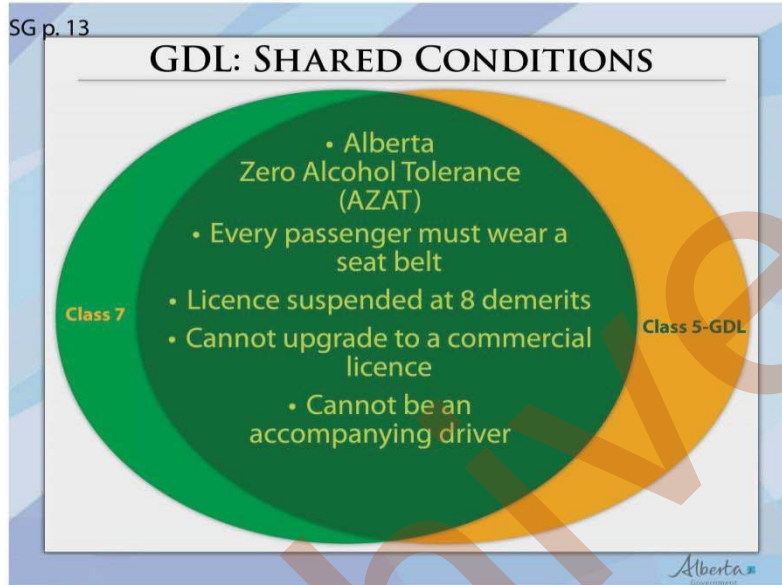 SG p. 13
GDL: SHARED CONDITIONS
• Alberta
Zero Alcohol Tolerance
(AZAT)
• Every passenger must wear a
seat belt
• Licence suspended at 8 demerits
• Cannot upgrade to a commercial
licence
• Cannot be an
accompanying driver
Class 7
Class 5-GDL
Alberta
Government